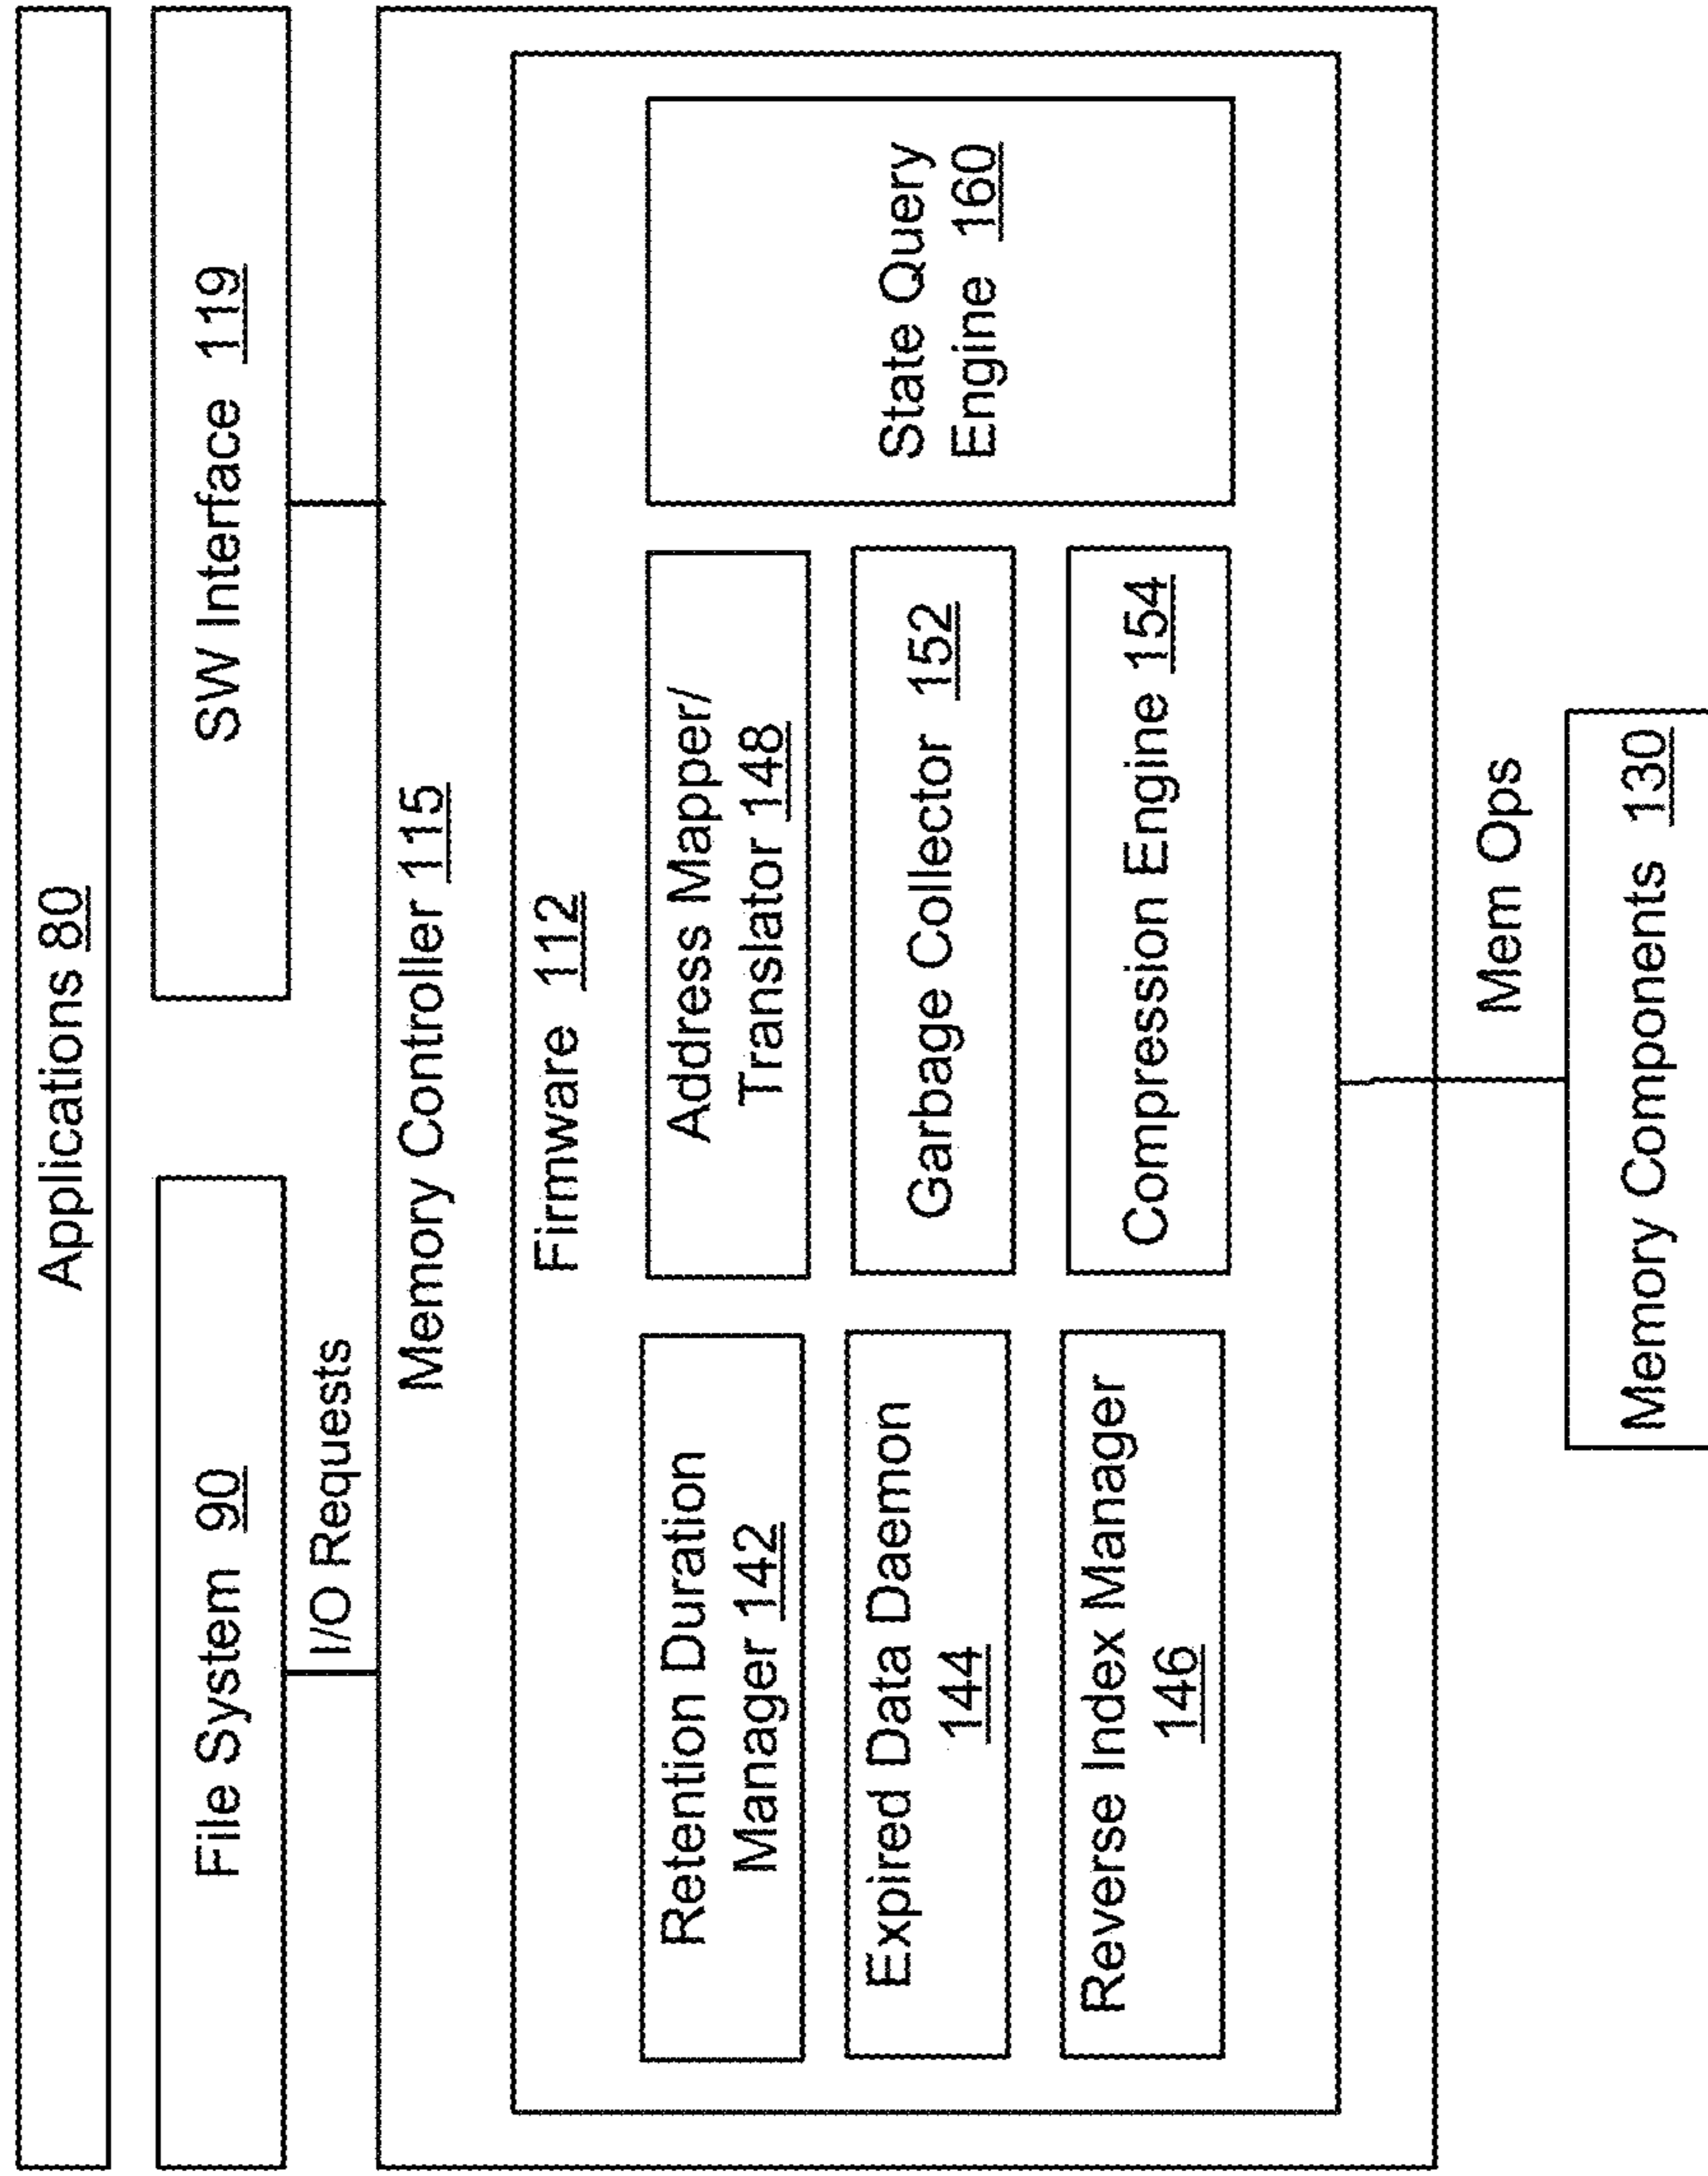 Applications 80
File System 90
SW Interface 119
I/O Requests
Memory Controller 115
Firmware 112
Retention Duration
Manager 142
Address Mapper/
Translator 148
State Query
Engine 160
Expired Data Daemon
144
Garbage Collector 152
Reverse Index Manager
146
Compression Engine 154
Mem Ops
Memory Components 130